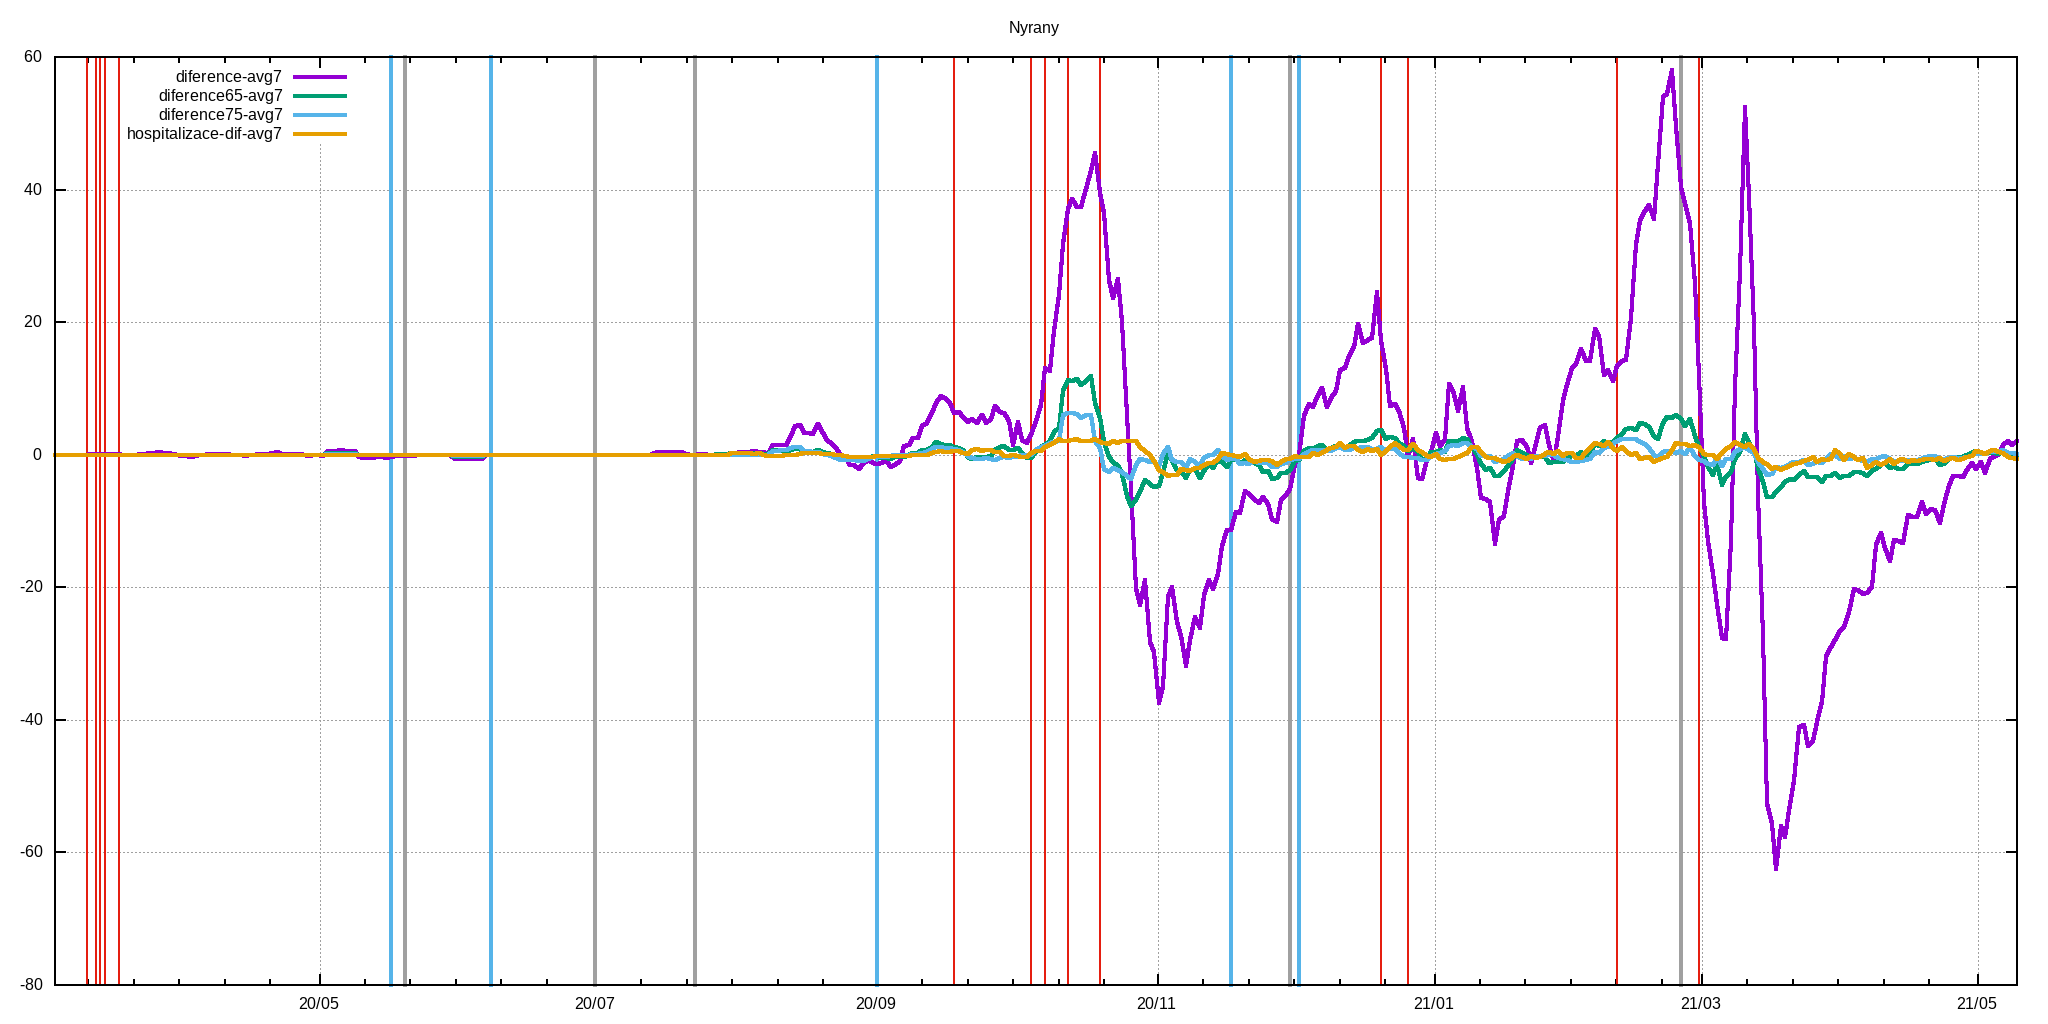 Nyrany
60
diference-avg7
diference65-avg7
diference75-avg7
hospitalizace-dif-avg7
40
20
0
-20
-40
-60
-80
20/05 20/07 20/09 20/11 21/01 21/03 21/05